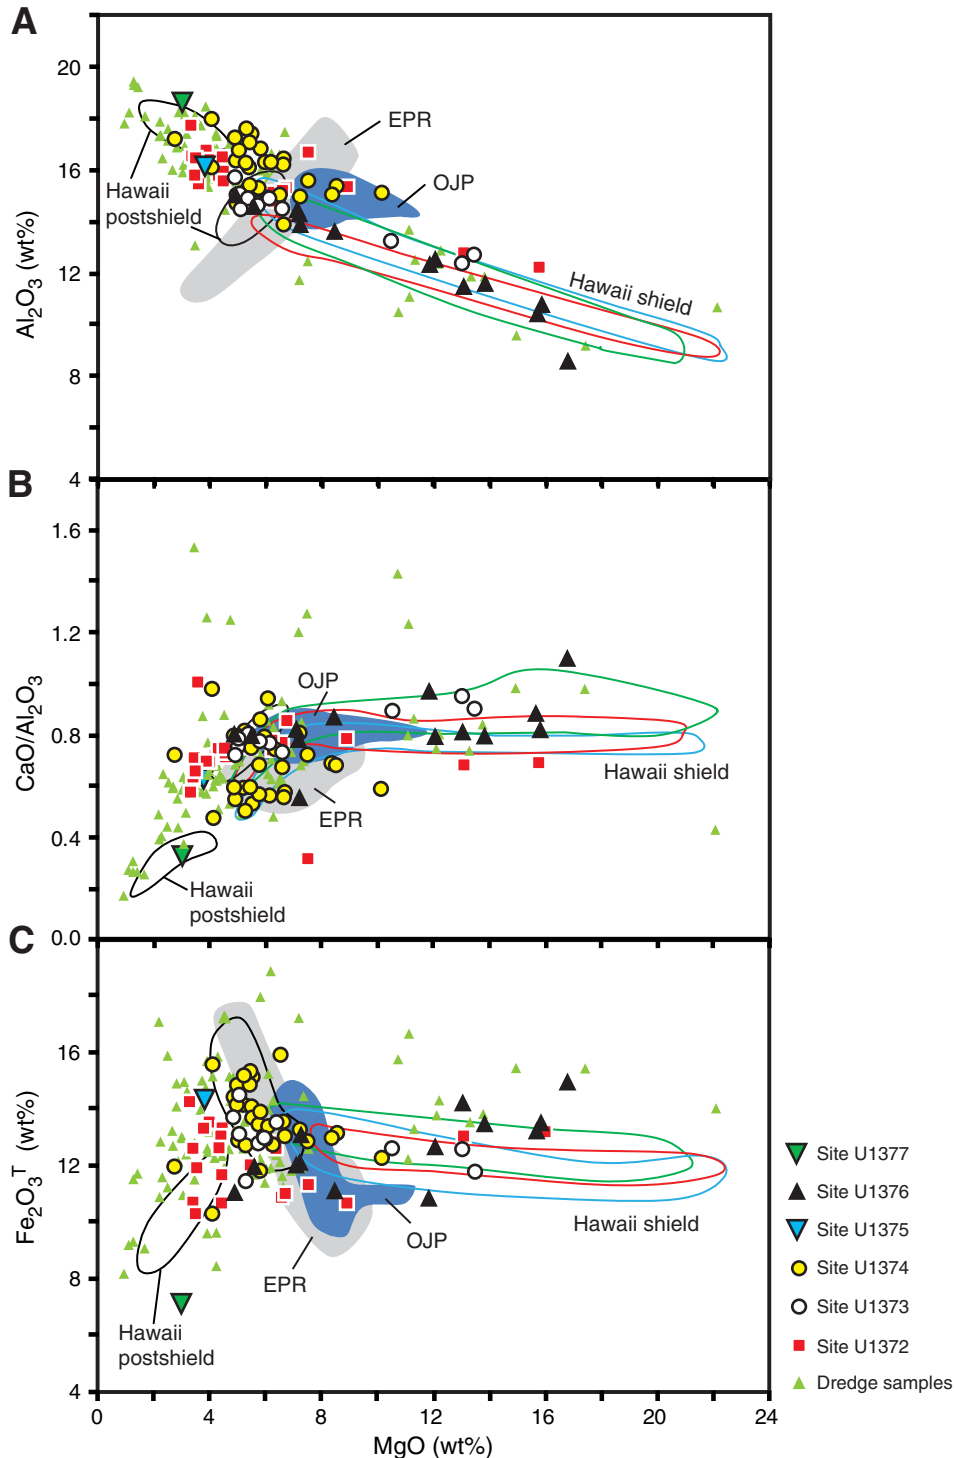 A
20
16
12
8
4
Al2O3 (wt%)
EPR
OJP
Hawaii
postshield
Hawaii shield
B
1.6
1.2
0.8
0.4
0.0
CaO/Al2O3
OJP
Hawaii shield
EPR
Hawaii
postshield
C
16
12
8
4
Fe2O3T (wt%)
Hawaii shield
OJP
EPR
Hawaii
postshield
0 4 8 12 16 20 24
MgO (wt%)
Site U1377
Site U1376
Site U1375
Site U1374
Site U1373
Site U1372
Dredge samples